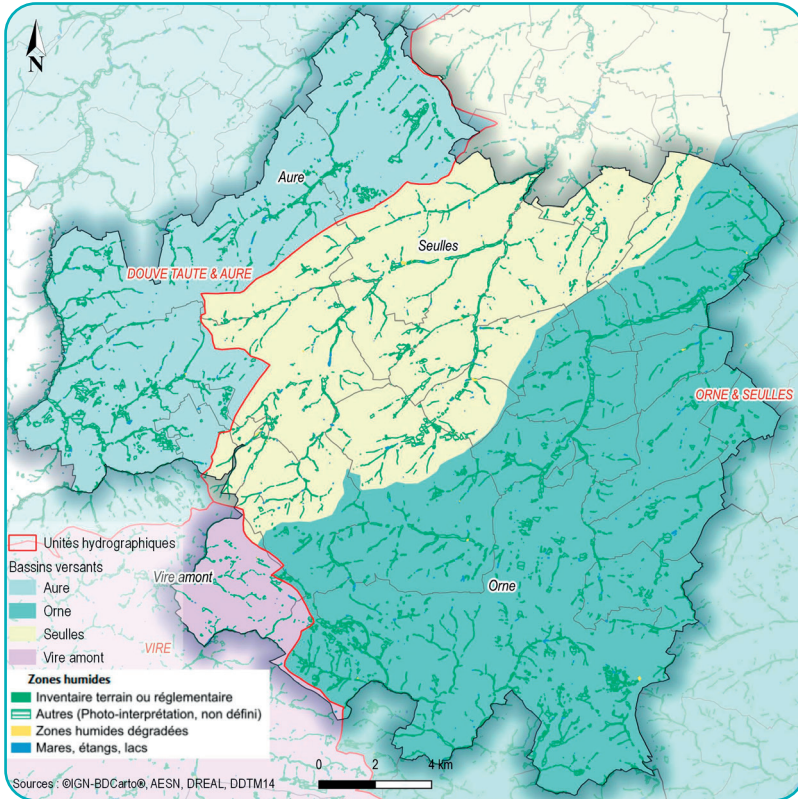 N
Aure
Seulles
DOUVE TAUTE & AURE
ORNE & SEULLES
Vire amont
Orne
VIRE
Unités hydrographiques
Bassins versants
Aure
Orne
Seulles
Vire amont
Zones humides
Inventaire terrain ou réglementaire
Autres (Photo-interprétation, non défini)
Zones humides dégradées
Mares, étangs, lacs
0 2 4 km
Sources : ©IGN-BDCarto®, AESN, DREAL, DDTM14